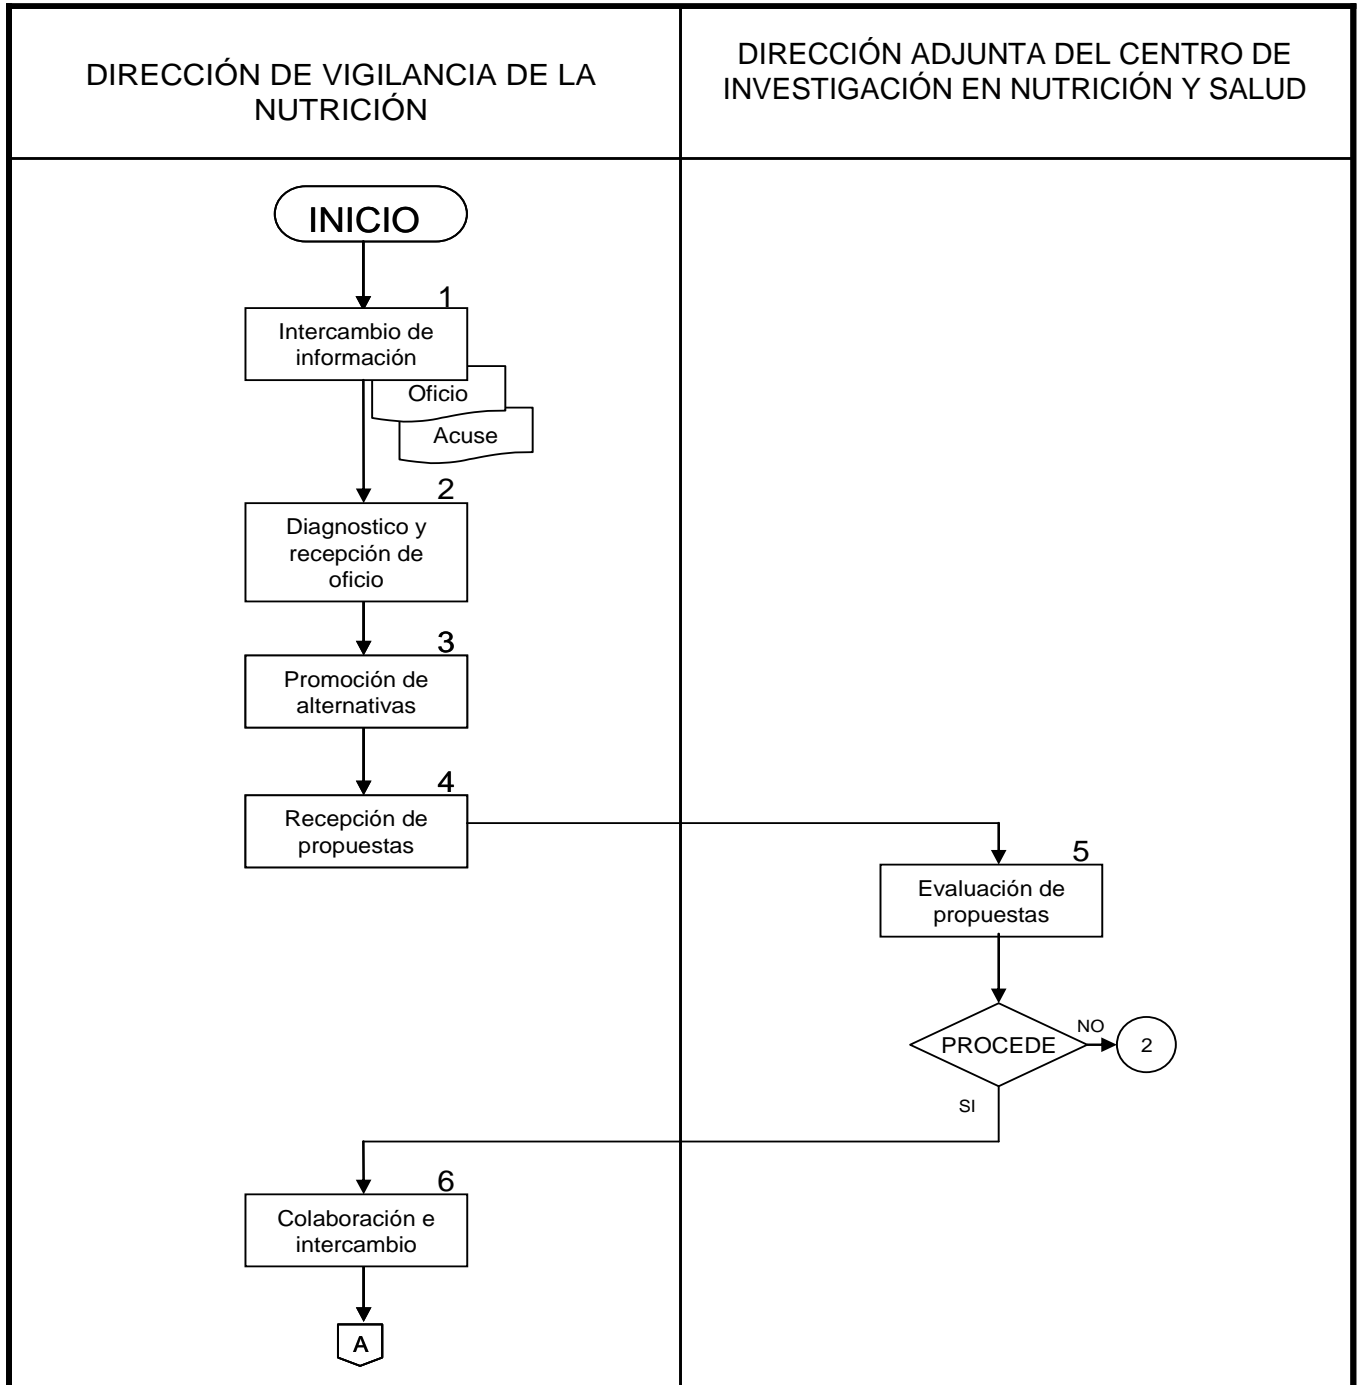 DIRECCIÓN DE VIGILANCIA DE LA
NUTRICIÓN
DIRECCIÓN ADJUNTA DEL CENTRO DE
INVESTIGACIÓN EN NUTRICIÓN Y SALUD
INICIO
1
Intercambio de
información
Oficio
Acuse
2
Diagnostico y
recepción de
oficio
3
Promoción de
alternativas
4
Recepción de
propuestas
5
Evaluación de
propuestas
PROCEDE
NO
2
SI
6
Colaboración e
intercambio
A